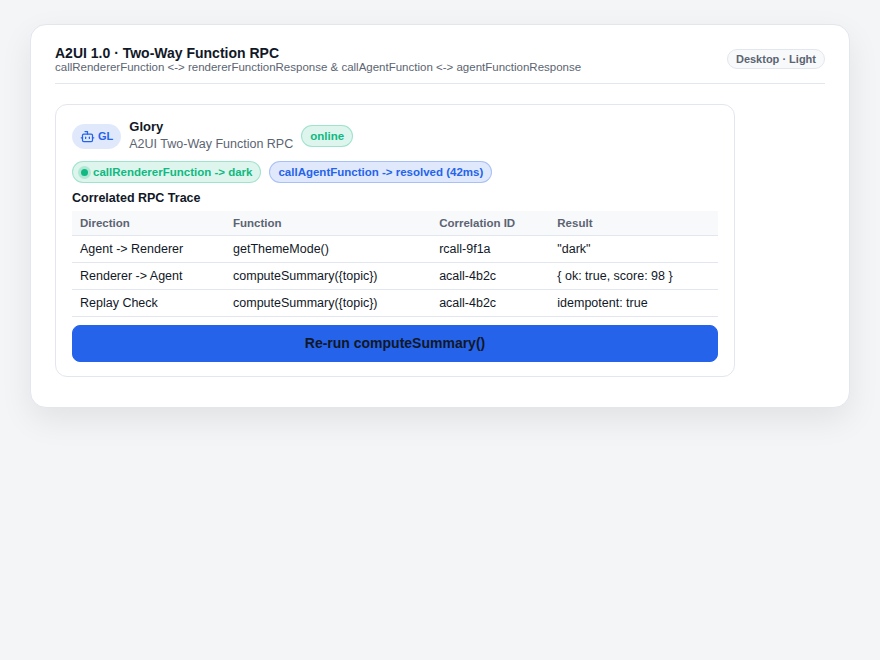 A2UI 1.0 · Two-Way Function RPC
callRendererFunction <-> rendererFunctionResponse & callAgentFunction <-> agentFunctionResponse
Desktop · Light
GL
Glory
A2UI Two-Way Function RPC
online
callRendererFunction -> dark
callAgentFunction -> resolved (42ms)
Correlated RPC Trace
Direction Function Correlation ID Result
Agent -> Renderer getThemeMode() rcall-9f1a "dark"
Renderer -> Agent computeSummary({topic}) acall-4b2c { ok: true, score: 98 }
Replay Check computeSummary({topic}) acall-4b2c idempotent: true
Re-run computeSummary()